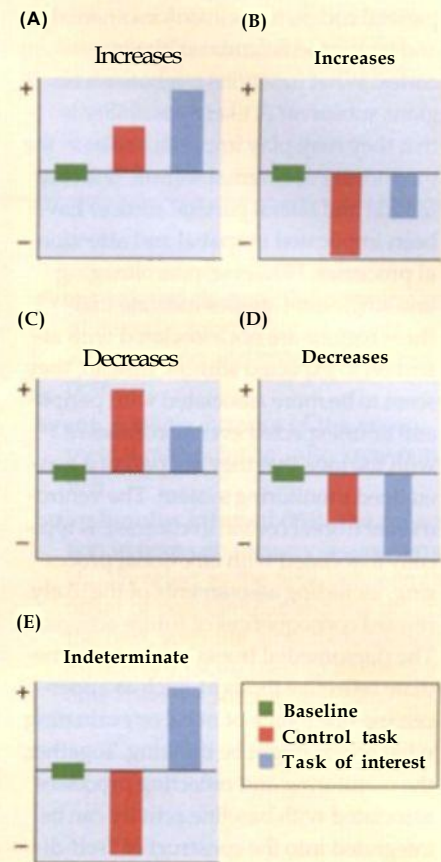 (A)
(B)
Increases
Increases
+
–
+
–
(C)
(D)
Decreases
Decreases
+
–
+
–
(E)
Indeterminate
+
–
Baseline
Control task
Task of interest